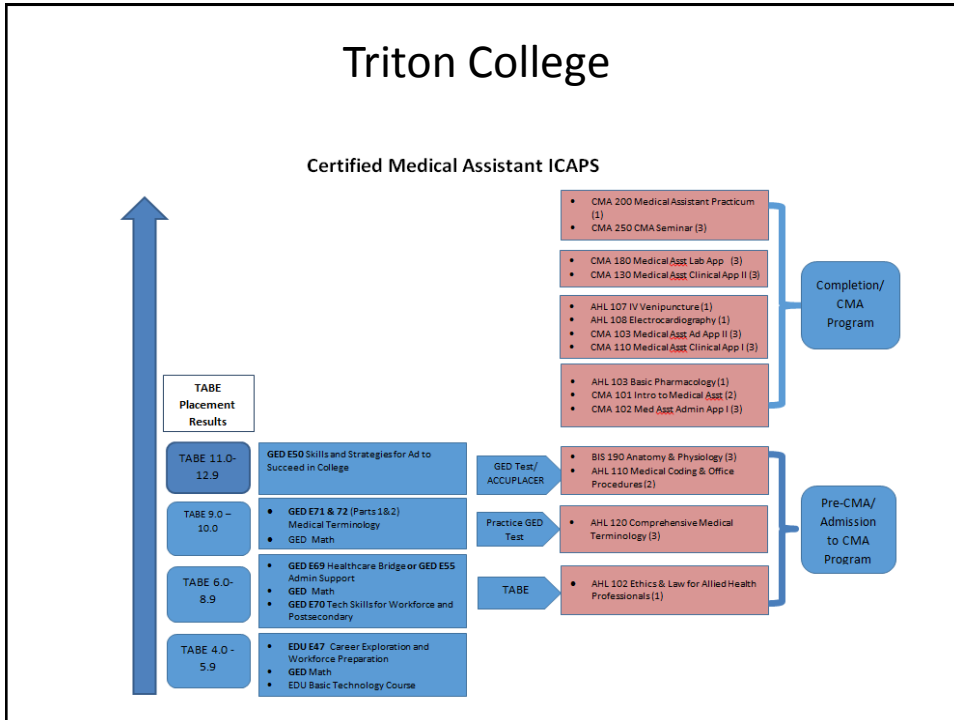 Triton College
Certified Medical Assistant ICAPS
• CMA 200 Medical Assistant Practicum
(1)
• CMA 250 CMA Seminar (3)
• CMA 180 Medical Asst Lab App (3)
• CMA 130 Medical Asst Clinical App II (3)
• AHL 107 IV Venipuncture (1)
• AHL 108 Electrocardiography (1)
• CMA 103 Medical Asst Ad App II (3)
• CMA 110 Medical Asst Clinical App I (3)
• AHL 103 Basic Pharmacology (1)
• CMA 101 Intro to Medical Asst (2)
• CMA 102 Med Asst Admin App I (3)
Completion/
CMA
Program
TABE
Placement
Results
TABE 11.0-
12.9
GED E50 Skills and Strategies for Ad to
Succeed in College
GED Test/
ACCUPLACER
• BIS 190 Anatomy & Physiology (3)
• AHL 110 Medical Coding & Office
Procedures (2)
TABE 9.0 –
10.0
• GED E71 & 72 (Parts 1&2)
Medical Terminology
• GED Math
Practice GED
Test
• AHL 120 Comprehensive Medical
Terminology (3)
Pre-CMA/
Admission
to CMA
Program
TABE 6.0-
8.9
• GED E69 Healthcare Bridge or GED E55
Admin Support
• GED Math
• GED E70 Tech Skills for Workforce and
Postsecondary
TABE
• AHL 102 Ethics & Law for Allied Health
Professionals (1)
TABE 4.0 -
5.9
• EDU E47 Career Exploration and
Workforce Preparation
• GED Math
• EDU Basic Technology Course